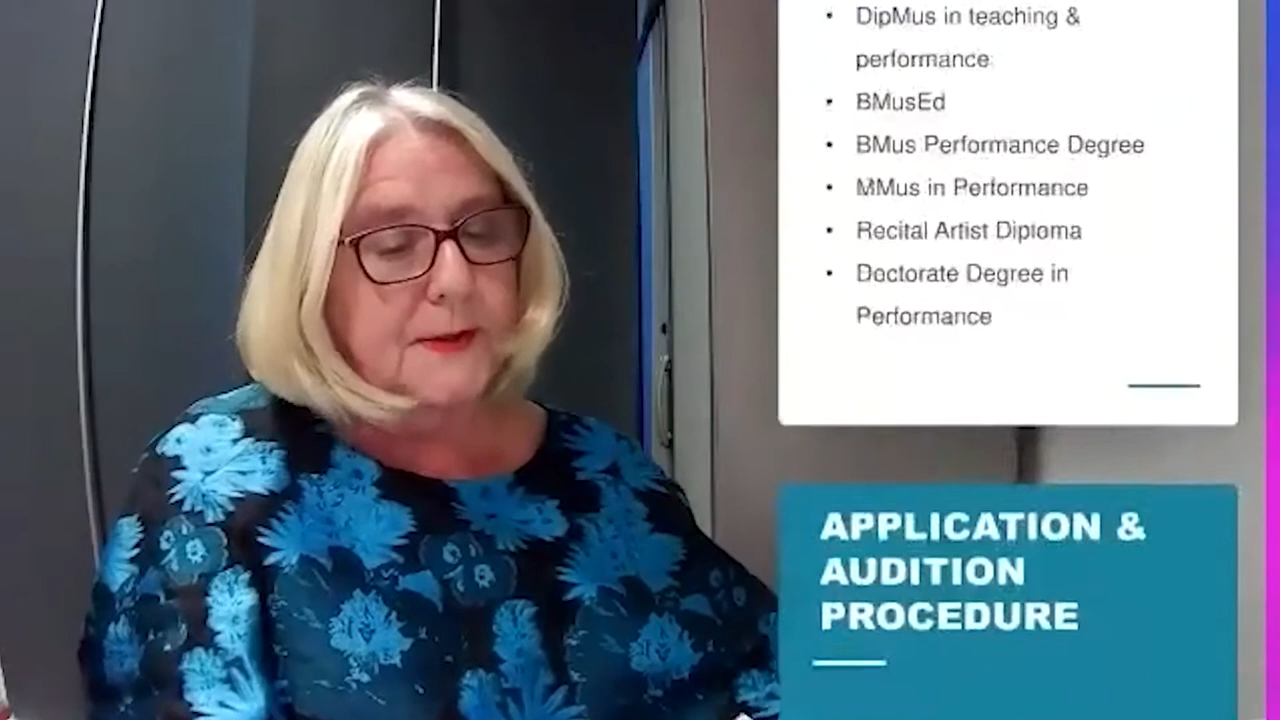 • DipMus in teaching &
performance
• BMusEd
• BMus Performance Degree
• MMus in Performance
• Recital Artist Diploma
• Doctorate Degree in
Performance
APPLICATION &
AUDITION
PROCEDURE